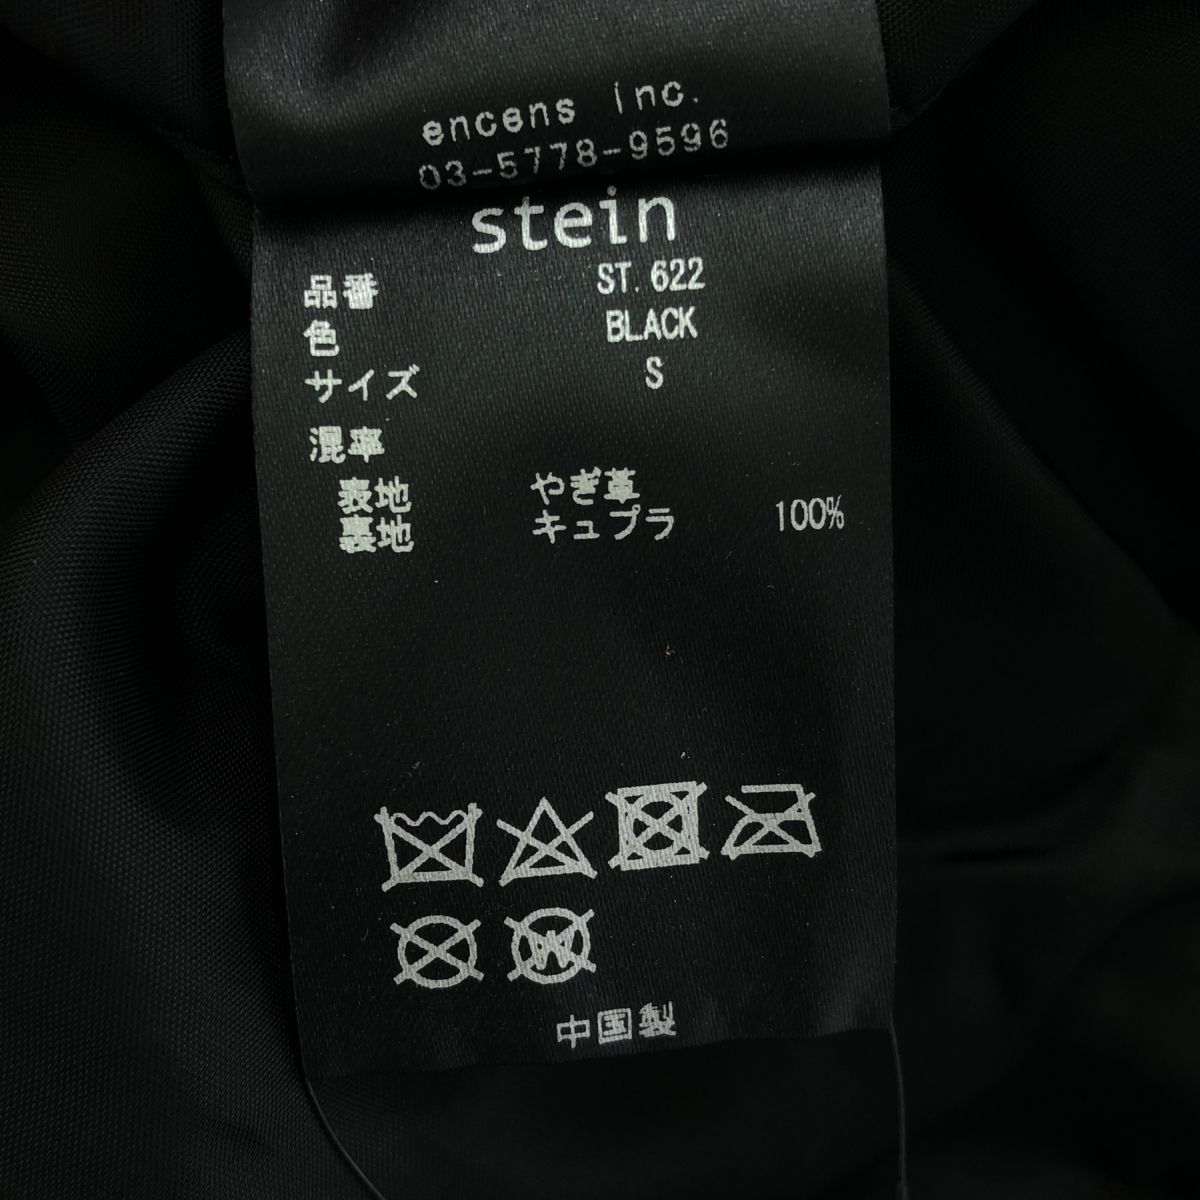 encens inc.
03-5778-9596
stein
品番 ST.622
色 BLACK
サイズ S
混率
表地 やぎ革
裏地 キュプラ 100%
中国製